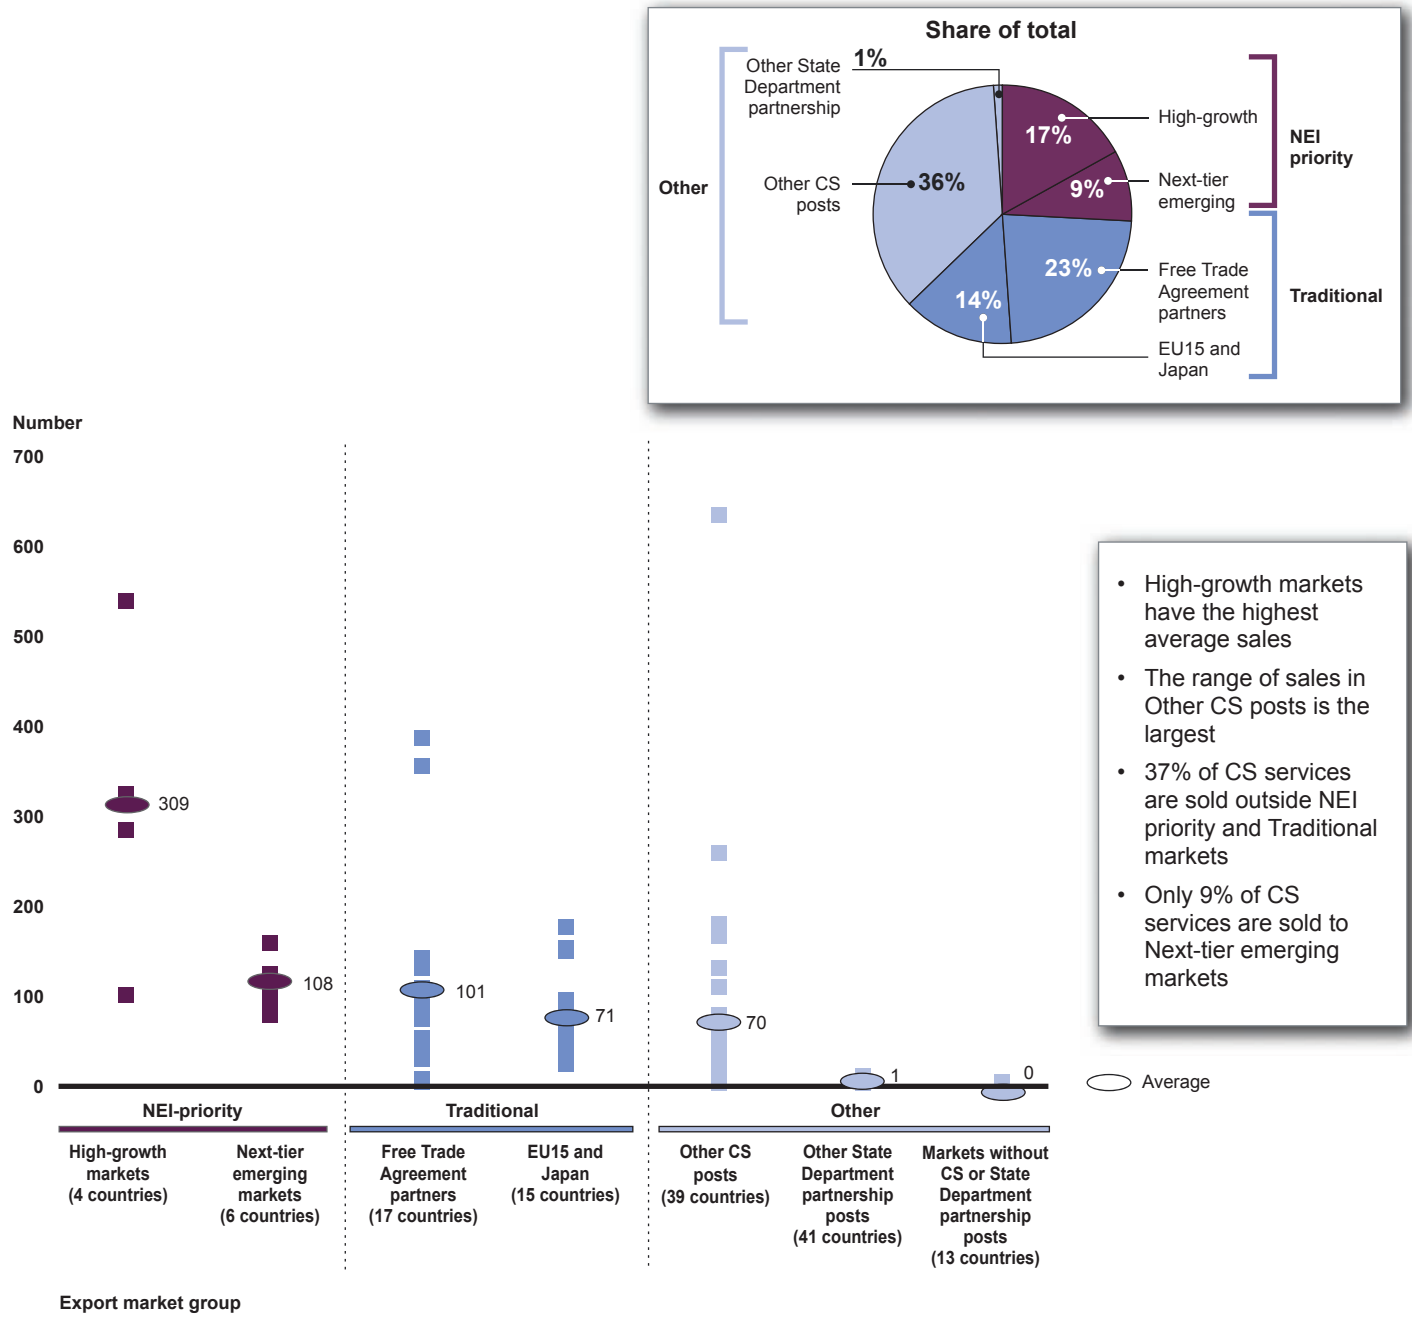 Share of total
Other State
Department
partnership
1%
Other
Other CS
posts
36%
17%
9%
23%
14%
High-growth
Next-tier
emerging
NEI
priority
Free Trade
Agreement
partners
EU15 and
Japan
Traditional
Number
700
600
500
400
300
200
100
0
309
108
101
71
70
1
0
• High-growth markets
have the highest
average sales
• The range of sales in
Other CS posts is the
largest
• 37% of CS services
are sold outside NEI
priority and Traditional
markets
• Only 9% of CS
services are sold to
Next-tier emerging
markets
Average
NEI-priority
Traditional
Other
High-growth
markets
(4 countries)
Next-tier
emerging
markets
(6 countries)
Free Trade
Agreement
partners
(17 countries)
EU15 and
Japan
(15 countries)
Other CS
posts
(39 countries)
Other State
Department
partnership
posts
(41 countries)
Markets without
CS or State
Department
partnership
posts
(13 countries)
Export market group